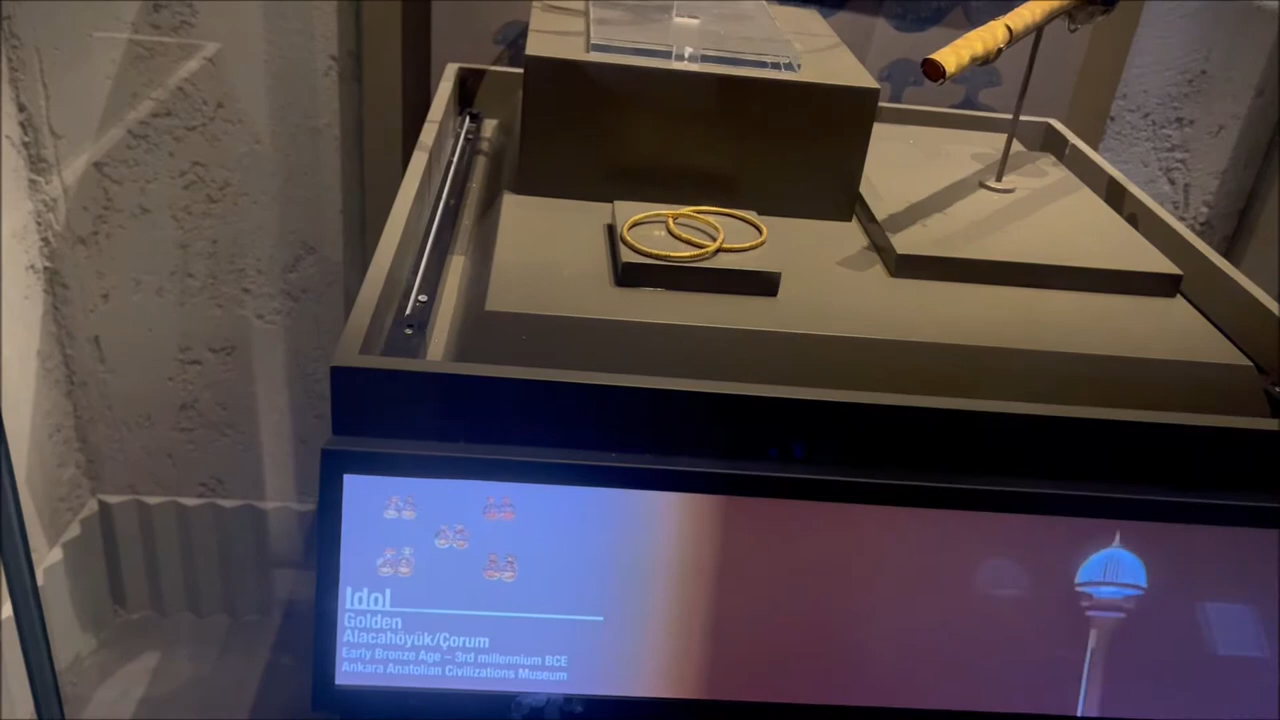 Idol
Golden
Alacahöyük/Çorum
Early Bronze Age – 3rd millennium BCE
Ankara Anatolian Civilizations Museum